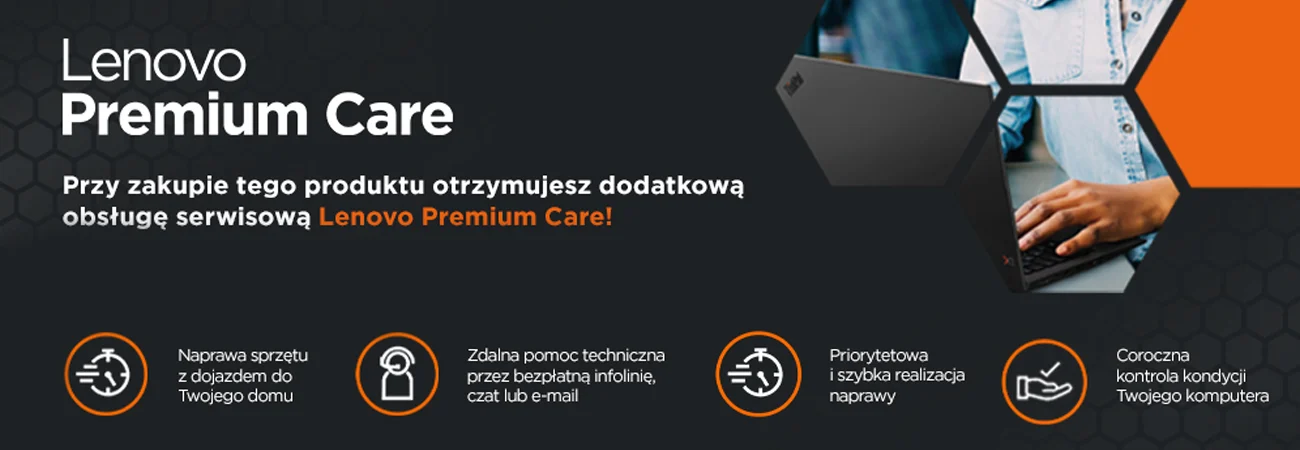 Lenovo
Premium Care
Przy zakupie tego produktu otrzymujesz dodatkową
obsługę serwisową Lenovo Premium Care!
ThinkPad
X1
Naprawa sprzętu
z dojazdem do
Twojego domu
Zdalna pomoc techniczna
przez bezpłatną infolinię,
czat lub e-mail
Priorytetowa
i szybka realizacja
naprawy
Coroczna
kontrola kondycji
Twojego komputera